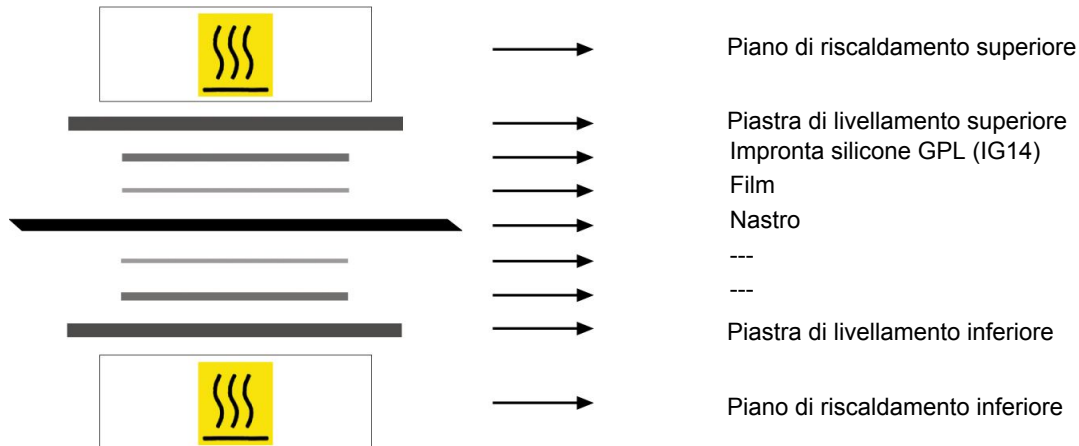 Piano di riscaldamento superiore
Piastra di livellamento superiore
Impronta silicone GPL (IG14)
Film
Nastro
---
---
Piastra di livellamento inferiore
Piano di riscaldamento inferiore